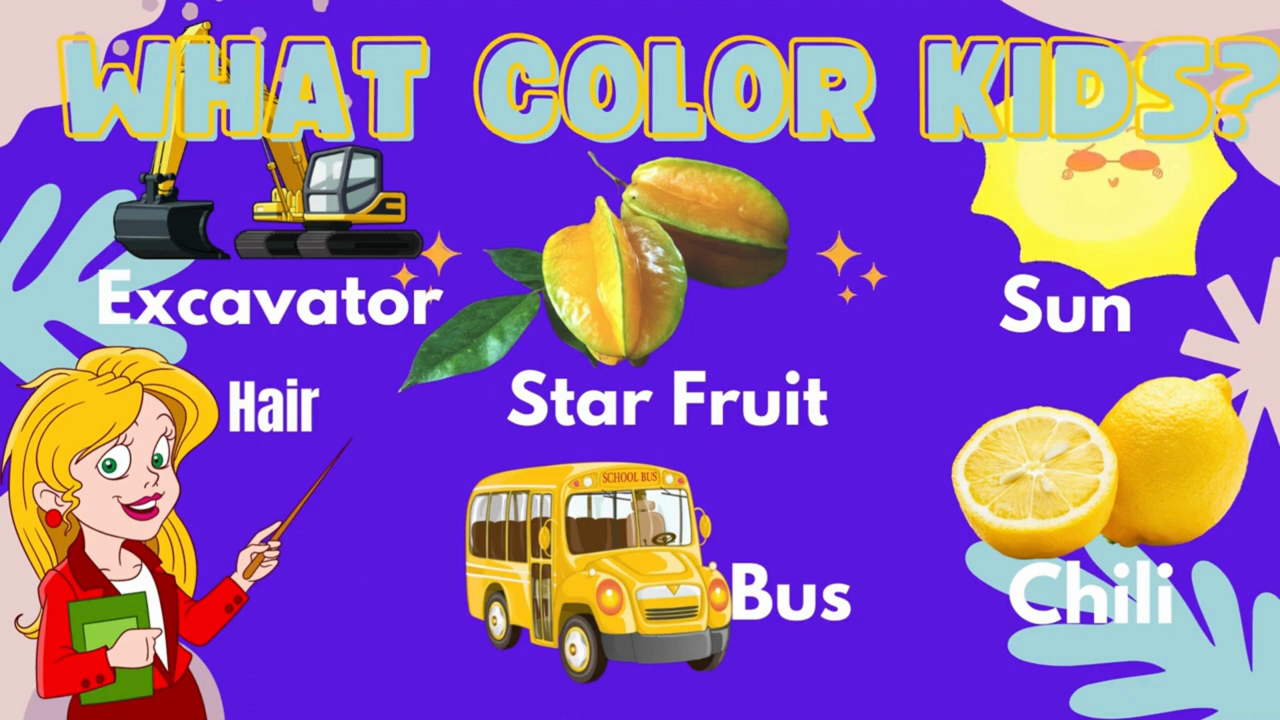 WHAT COLOR KIDS?
Excavator
Sun
Hair
Star Fruit
SCHOOL BUS
Bus
Chili